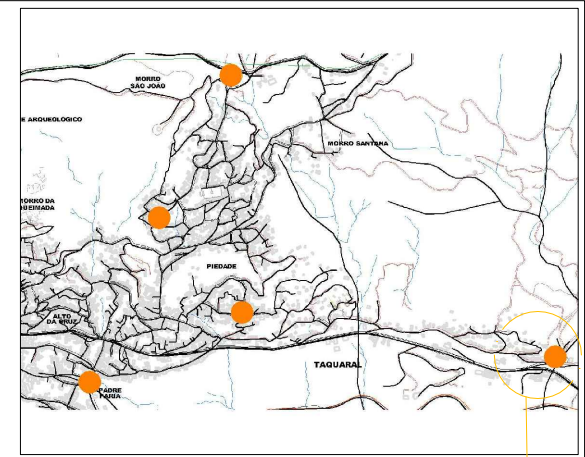 MORRO
SÃO JOÃO
E ARQUEOLÓGICO
MORRO SANTANA
MORRO DA
QUEIMADA
PIEDADE
ALTO
DA CRUZ
TAQUARAL
PADRE
FARIA